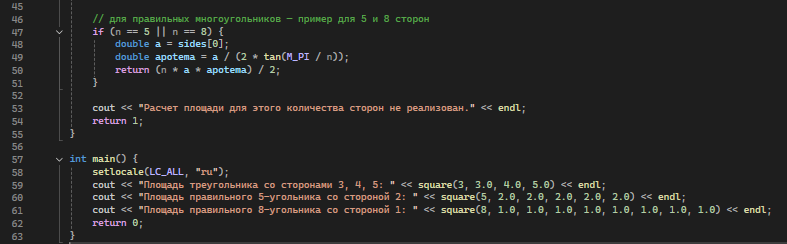 45
46 // для правильных многоугольников — пример для 5 и 8 сторон
47 if (n == 5 || n == 8) {
48 double a = sides[0];
49 double apotema = a / (2 * tan(M_PI / n));
50 return (n * a * apotema) / 2;
51 }
52
53 cout << "Расчет площади для этого количества сторон не реализован." << endl;
54 return 1;
55 }
56
57 int main() {
58 setlocale(LC_ALL, "ru");
59 cout << "Площадь треугольника со сторонами 3, 4, 5: " << square(3, 3.0, 4.0, 5.0) << endl;
60 cout << "Площадь правильного 5-угольника со стороной 2: " << square(5, 2.0, 2.0, 2.0, 2.0, 2.0) << endl;
61 cout << "Площадь правильного 8-угольника со стороной 1: " << square(8, 1.0, 1.0, 1.0, 1.0, 1.0, 1.0, 1.0, 1.0) << endl;
62 return 0;
63 }